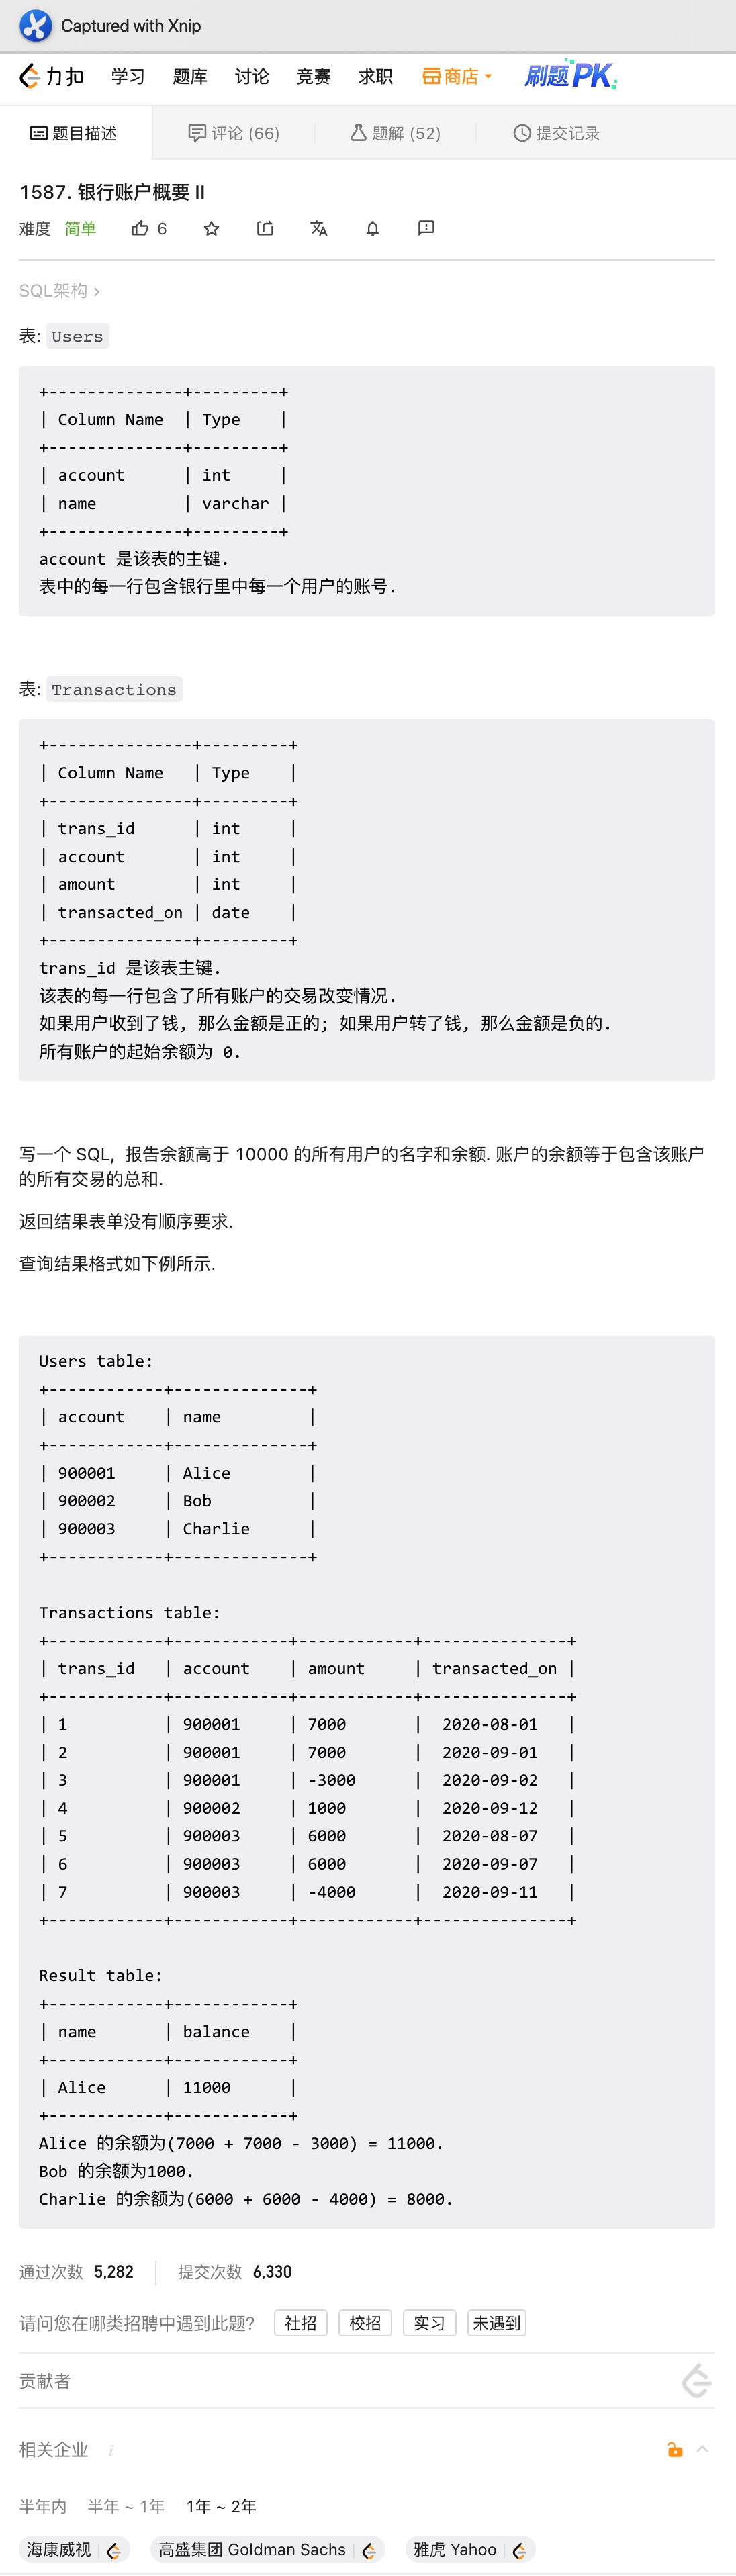 Captured with Xnip
力扣 学习 题库 讨论 竞赛 求职 商店 刷题PK
题目描述 评论 (66) 题解 (52) 提交记录
1587. 银行账户概要 II
难度 简单 6
SQL架构 >
表: Users
+--------------+---------+
| Column Name  | Type    |
+--------------+---------+
| account      | int     |
| name         | varchar |
+--------------+---------+
account 是该表的主键.
表中的每一行包含银行里中每一个用户的账号.
表: Transactions
+---------------+---------+
| Column Name   | Type    |
+---------------+---------+
| trans_id      | int     |
| account       | int     |
| amount        | int     |
| transacted_on | date    |
+---------------+---------+
trans_id 是该表主键.
该表的每一行包含了所有账户的交易改变情况.
如果用户收到了钱, 那么金额是正的; 如果用户转了钱, 那么金额是负的.
所有账户的起始余额为 0.
写一个 SQL,  报告余额高于 10000 的所有用户的名字和余额. 账户的余额等于包含该账户
的所有交易的总和.
返回结果表单没有顺序要求.
查询结果格式如下例所示.
Users table:
+------------+--------------+
| account    | name         |
+------------+--------------+
| 900001     | Alice        |
| 900002     | Bob          |
| 900003     | Charlie      |
+------------+--------------+
Transactions table:
+------------+------------+------------+---------------+
| trans_id   | account    | amount     | transacted_on |
+------------+------------+------------+---------------+
| 1          | 900001     | 7000       |  2020-08-01   |
| 2          | 900001     | 7000       |  2020-09-01   |
| 3          | 900001     | -3000      |  2020-09-02   |
| 4          | 900002     | 1000       |  2020-09-12   |
| 5          | 900003     | 6000       |  2020-08-07   |
| 6          | 900003     | 6000       |  2020-09-07   |
| 7          | 900003     | -4000      |  2020-09-11   |
+------------+------------+------------+---------------+
Result table:
+------------+------------+
| name       | balance    |
+------------+------------+
| Alice      | 11000      |
+------------+------------+
Alice 的余额为(7000 + 7000 - 3000) = 11000.
Bob 的余额为1000.
Charlie 的余额为(6000 + 6000 - 4000) = 8000.
通过次数 5,282 提交次数 6,330
请问您在哪类招聘中遇到此题? 社招 校招 实习 未遇到
贡献者
相关企业 i
半年内 半年 ~ 1年 1年 ~ 2年
海康威视 高盛集团 Goldman Sachs 雅虎 Yahoo